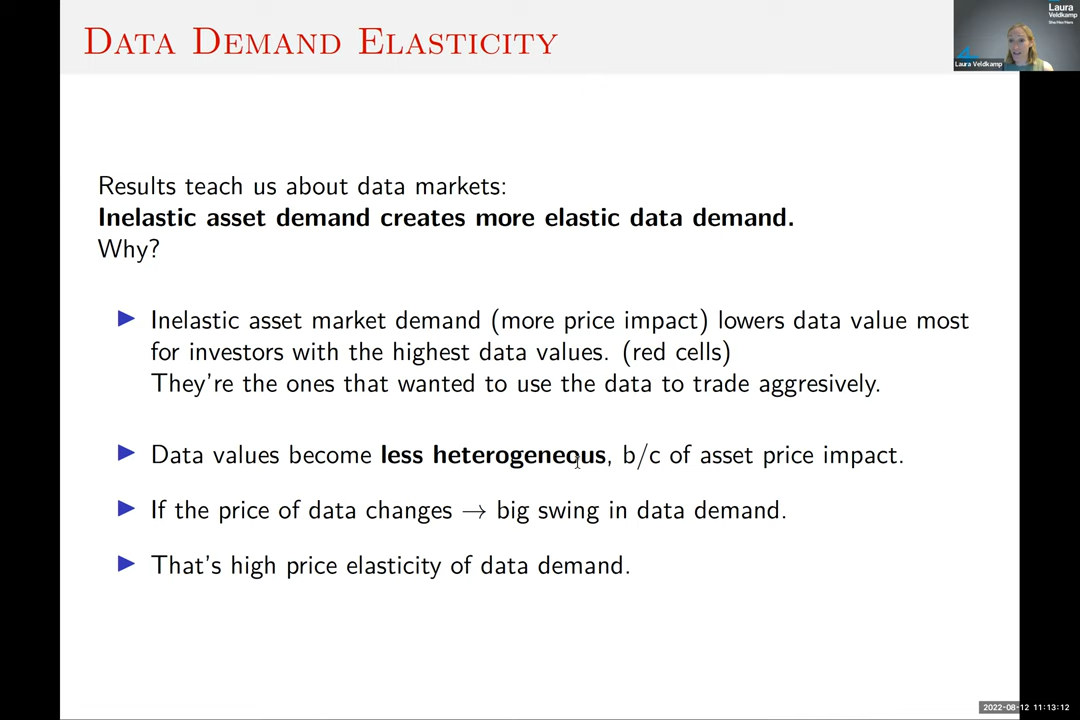 DATA DEMAND ELASTICITY
Laura
Veldkamp
Laura Veldkamp
Results teach us about data markets:
Inelastic asset demand creates more elastic data demand.
Why?
Inelastic asset market demand (more price impact) lowers data value most
for investors with the highest data values. (red cells)
They're the ones that wanted to use the data to trade aggresively.
Data values become less heterogeneous, b/c of asset price impact.
If the price of data changes → big swing in data demand.
That's high price elasticity of data demand.
2022-08-12 11:13:12